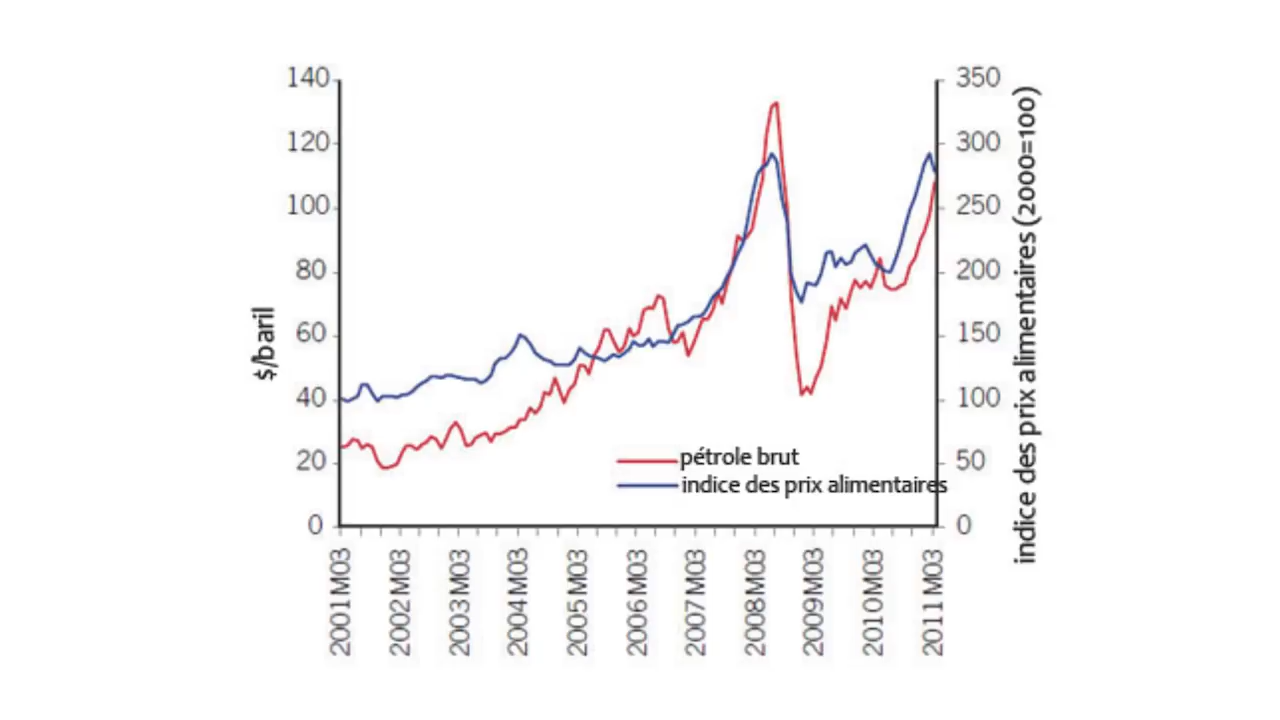 140
120
100
80
60
40
20
0
$/baril
350
300
250
200
150
100
50
0
indice des prix alimentaires (2000=100)
pétrole brut
indice des prix alimentaires
2001M03
2002M03
2003M03
2004M03
2005M03
2006M03
2007M03
2008M03
2009M03
2010M03
2011M03